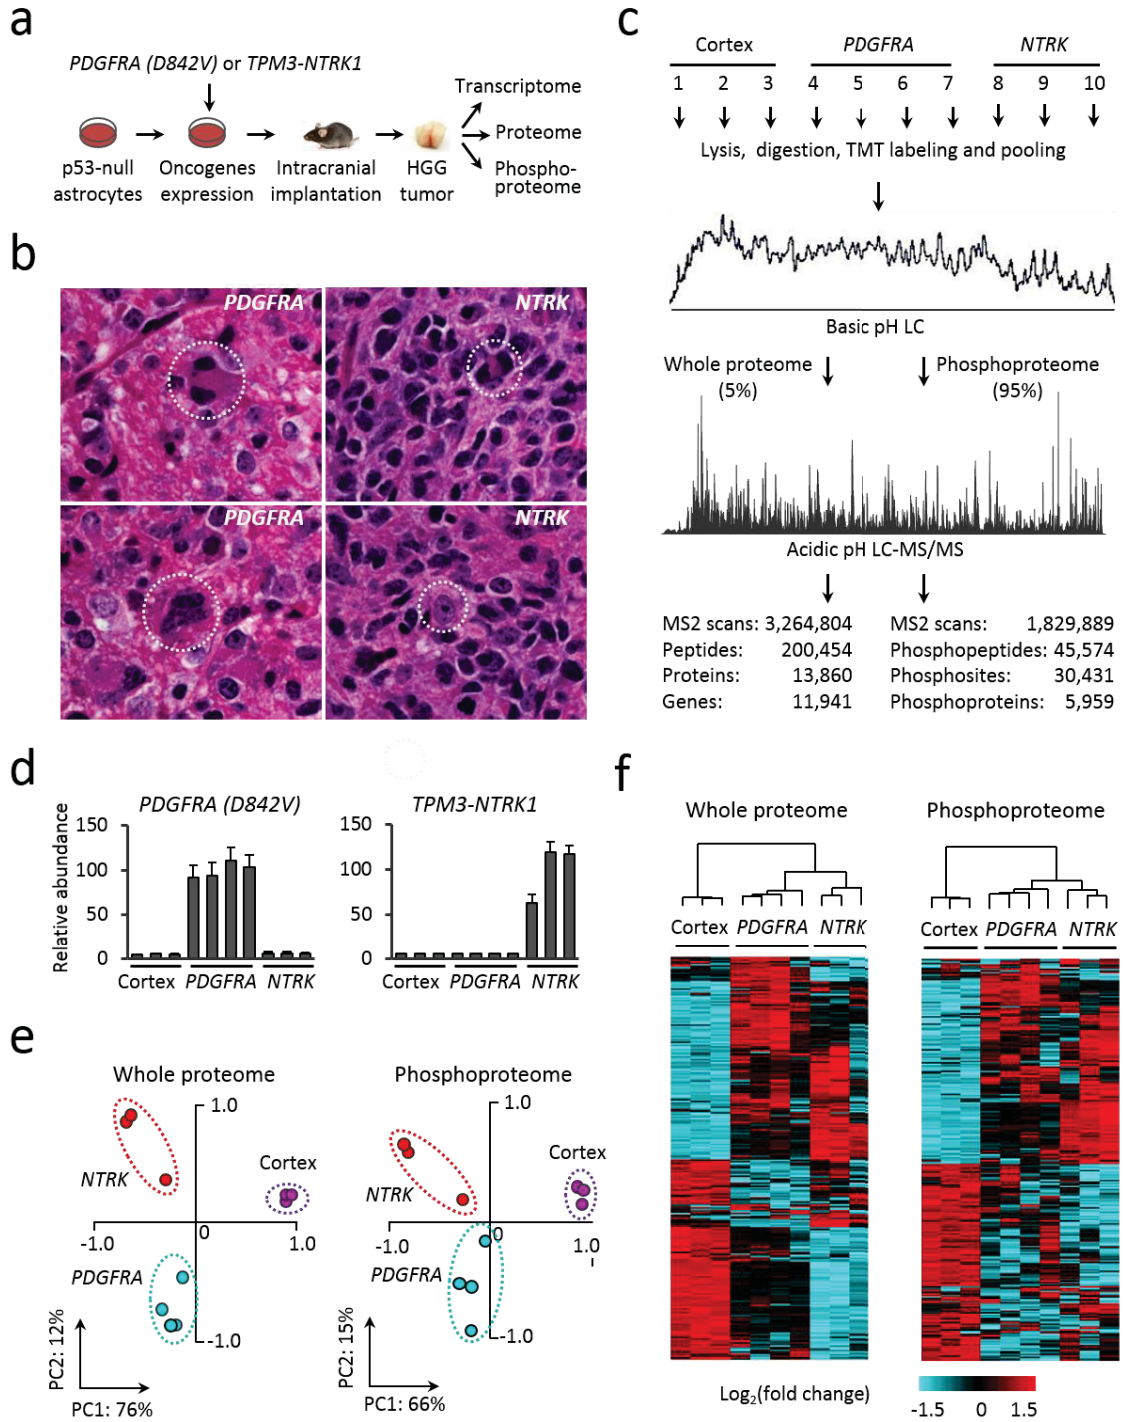 a
PDGFRA (D842V) or TPM3-NTRK1
p53-null
astrocytes
Oncogenes
expression
Intracranial
implantation
HGG
tumor
Transcriptome
Proteome
Phospho-
proteome
b
PDGFRA
NTRK
PDGFRA
NTRK
c
Cortex PDGFRA NTRK
1 2 3 4 5 6 7 8 9 10
Lysis, digestion, TMT labeling and pooling
Basic pH LC
Whole proteome
(5%)
Phosphoproteome
(95%)
Acidic pH LC-MS/MS
MS2 scans: 3,264,804
Peptides: 200,454
Proteins: 13,860
Genes: 11,941
MS2 scans: 1,829,889
Phosphopeptides: 45,574
Phosphosites: 30,431
Phosphoproteins: 5,959
d
PDGFRA (D842V)
Relative abundance
150
100
50
0
Cortex PDGFRA NTRK
TPM3-NTRK1
150
100
50
0
Cortex PDGFRA NTRK
e
Whole proteome
1.0
NTRK
Cortex
-1.0 0 1.0
PDGFRA
-1.0
PC2: 12%
PC1: 76%
Phosphoproteome
1.0
NTRK
Cortex
-1.0 0 1.0
PDGFRA
-1.0
PC2: 15%
PC1: 66%
f
Whole proteome
Cortex PDGFRA NTRK
Phosphoproteome
Cortex PDGFRA NTRK
Log2(fold change)
-1.5 0 1.5